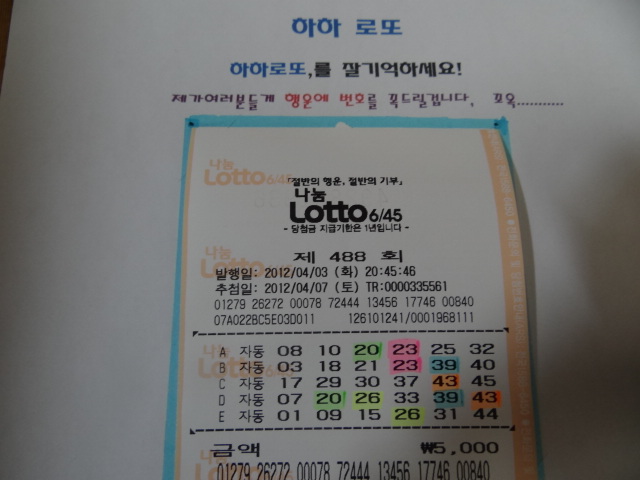 하하 로또
하하로또,를 잘기억하세요!
제가여러분들게 행운에 번호를 꼭드릴겁니다, 꼬옥...........
「절반의 행운, 절반의 기부」
나눔
Lotto 6/45
- 당첨금 지급기한은 1년입니다 -
제 488 회
발행일: 2012/04/03 (화) 20:45:46
추첨일: 2012/04/07 (토) TR:0000335561
01279 26272 00078 72444 13456 17746 00840
07A022BC5E03D011 126101241/0001968111
A 자동 08 10 20 23 25 32
B 자동 03 18 21 23 39 40
C 자동 17 29 30 37 43 45
D 자동 07 20 26 33 39 43
E 자동 01 09 15 26 31 44
금액 ₩5,000
01279 26272 00078 72444 13456 17746 00840